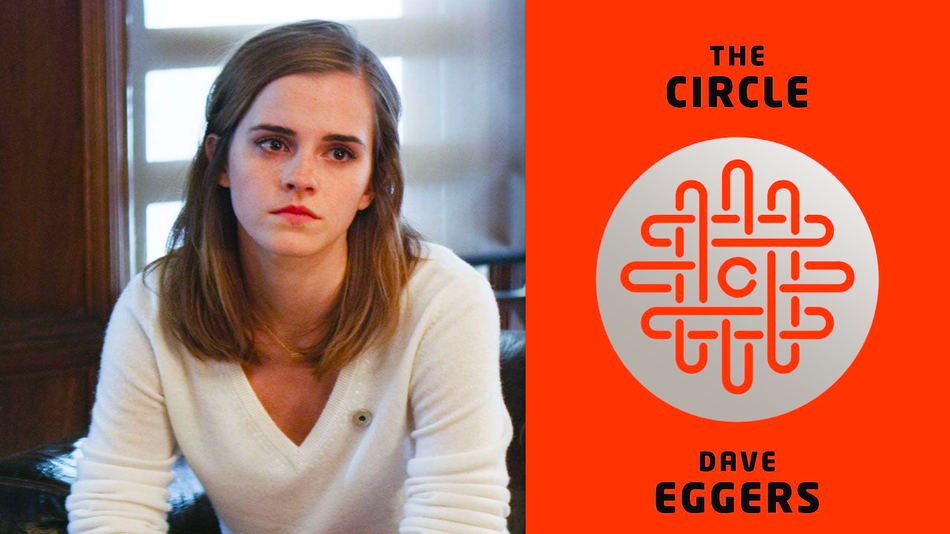 THE
CIRCLE
C
DAVE
EGGERS